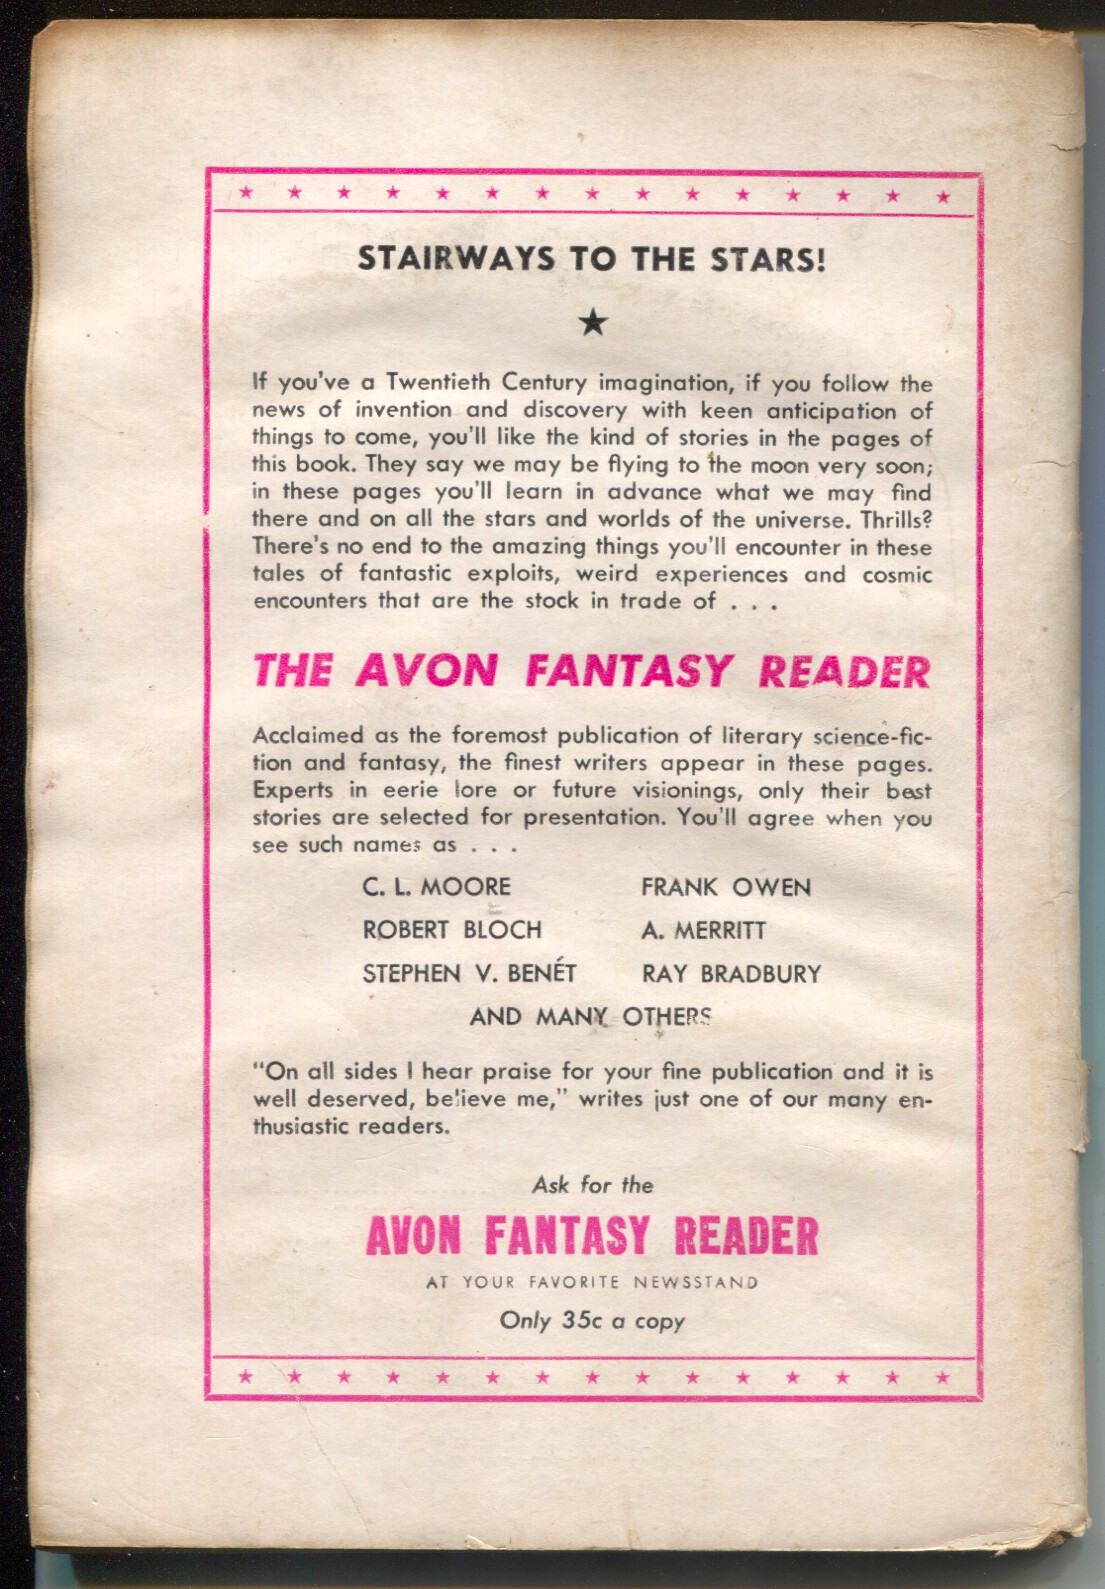 STAIRWAYS TO THE STARS!
If you've a Twentieth Century imagination, if you follow the
news of invention and discovery with keen anticipation of
things to come, you'll like the kind of stories in the pages of
this book. They say we may be flying to the moon very soon;
in these pages you'll learn in advance what we may find
there and on all the stars and worlds of the universe. Thrills?
There's no end to the amazing things you'll encounter in these
tales of fantastic exploits, weird experiences and cosmic
encounters that are the stock in trade of . . .
THE AVON FANTASY READER
Acclaimed as the foremost publication of literary science-fic-
tion and fantasy, the finest writers appear in these pages.
Experts in eerie lore or future visionings, only their best
stories are selected for presentation. You'll agree when you
see such names as . . .
C. L. MOORE FRANK OWEN
ROBERT BLOCH A. MERRITT
STEPHEN V. BENÉT RAY BRADBURY
AND MANY OTHERS
"On all sides I hear praise for your fine publication and it is
well deserved, believe me," writes just one of our many en-
thusiastic readers.
Ask for the
AVON FANTASY READER
AT YOUR FAVORITE NEWSSTAND
Only 35c a copy